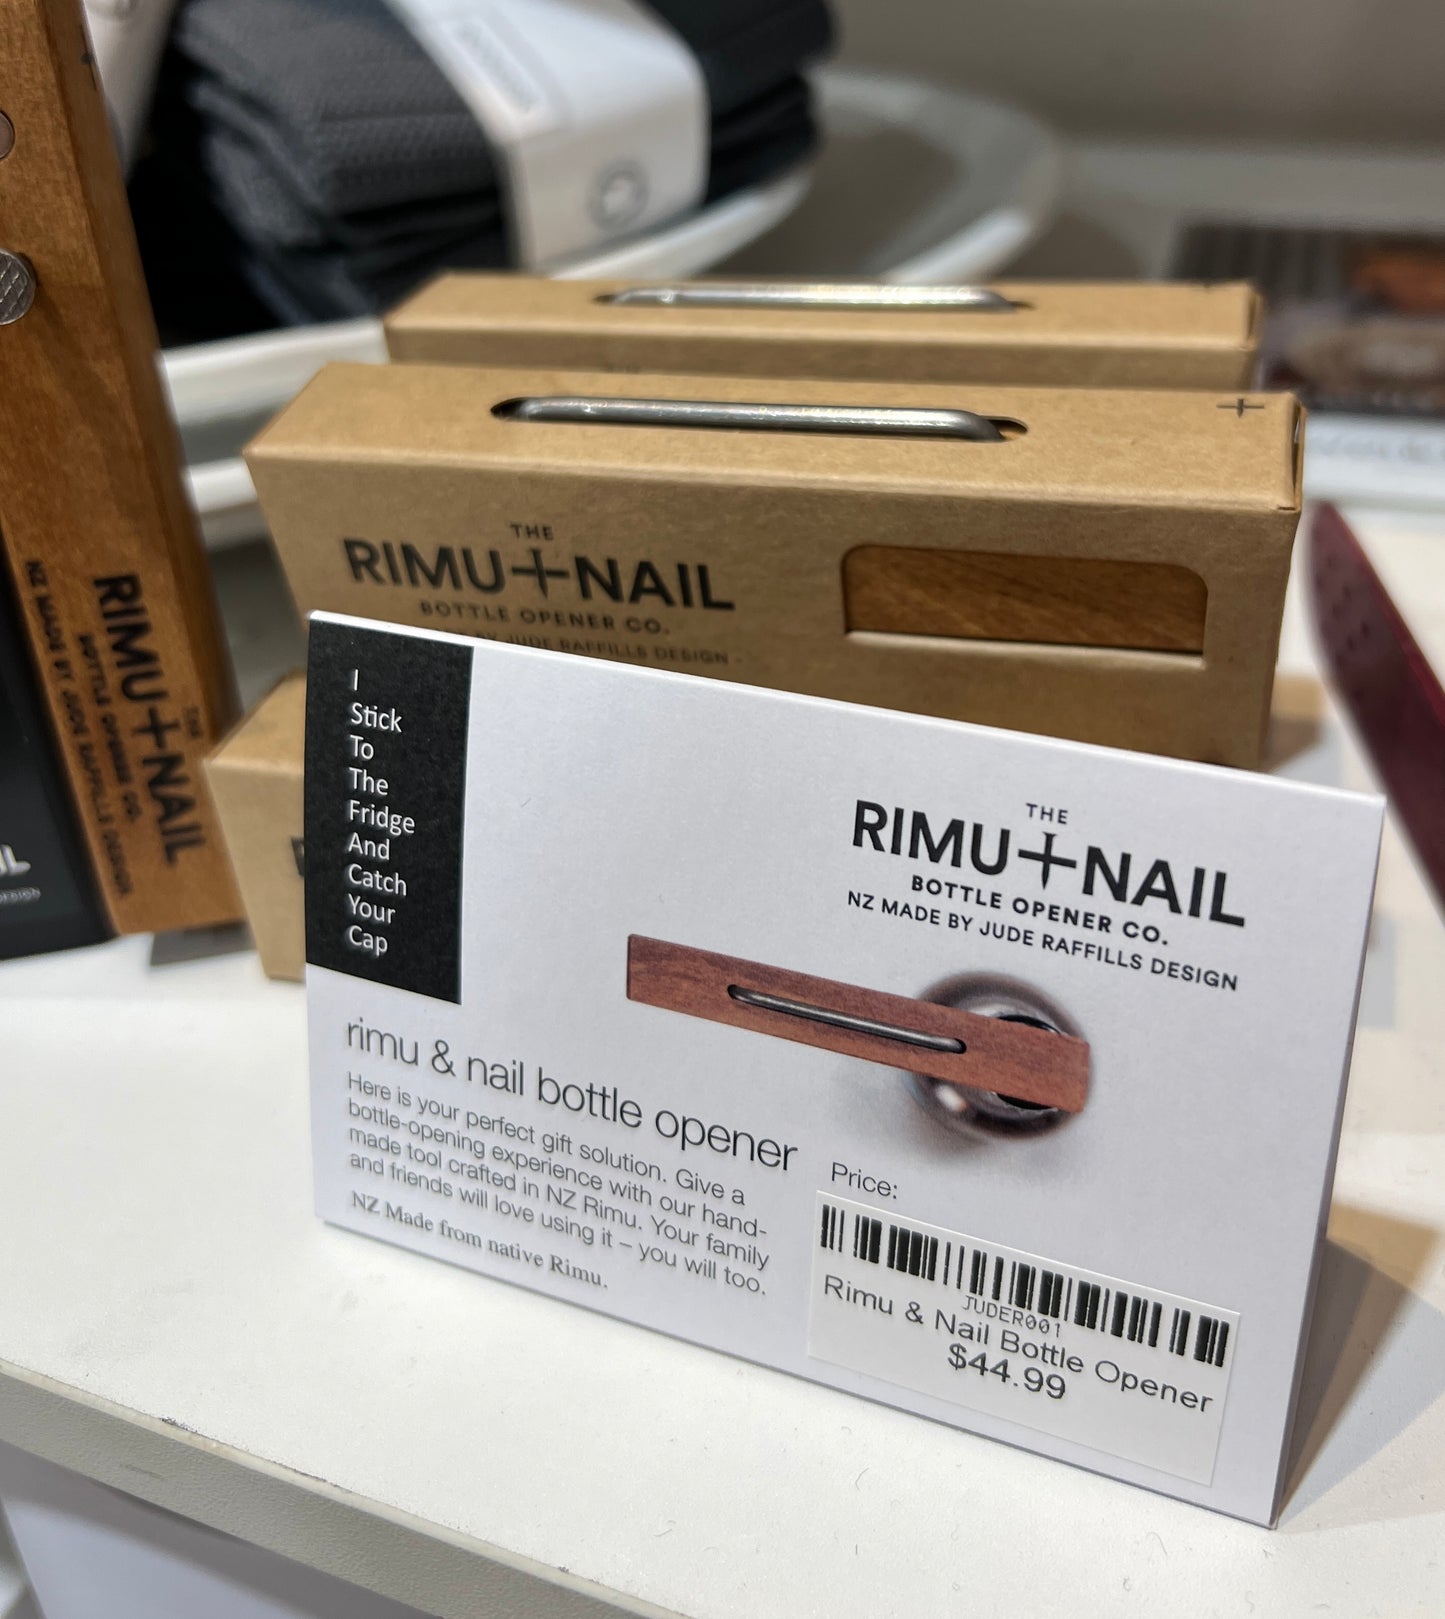 THE
RIMU+NAIL
BOTTLE OPENER CO.
BY JUDE RAFFILLS DESIGN -
THE
RIMU+NAIL
BOTTLE OPENER CO.
NZ MADE BY JUDE RAFFILLS DESIGN
I
Stick
To
The
Fridge
And
Catch
Your
Cap
THE
RIMU+NAIL
BOTTLE OPENER CO.
NZ MADE BY JUDE RAFFILLS DESIGN
rimu & nail bottle opener
Here is your perfect gift solution. Give a
bottle-opening experience with our hand-
made tool crafted in NZ Rimu. Your family
and friends will love using it – you will too.
NZ Made from native Rimu.
Price:
JUDER001
Rimu & Nail Bottle Opener
$44.99